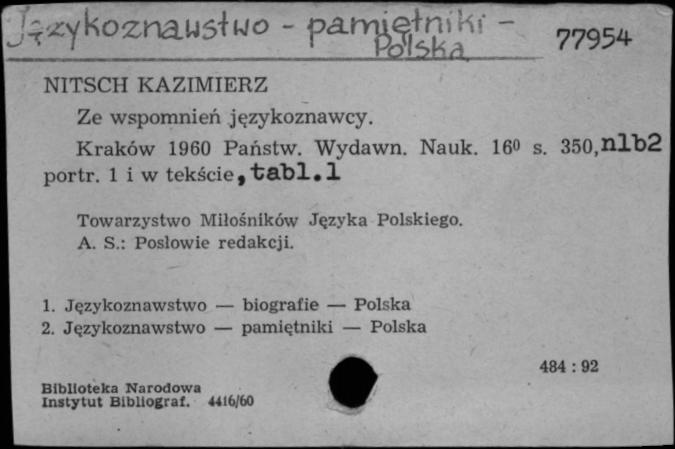 Językoznawstwo - pamiętniki -
Polska
77954
NITSCH KAZIMIERZ
Ze wspomnień językoznawcy.
Kraków 1960 Państw. Wydawn. Nauk. 16⁰ s. 350, nlb2
portr. 1 i w tekście, tabl.1
Towarzystwo Miłośników Języka Polskiego.
A. S.: Posłowie redakcji.
1. Językoznawstwo — biografie — Polska
2. Językoznawstwo — pamiętniki — Polska
484 : 92
Biblioteka Narodowa
Instytut Bibliograf. 4416/60